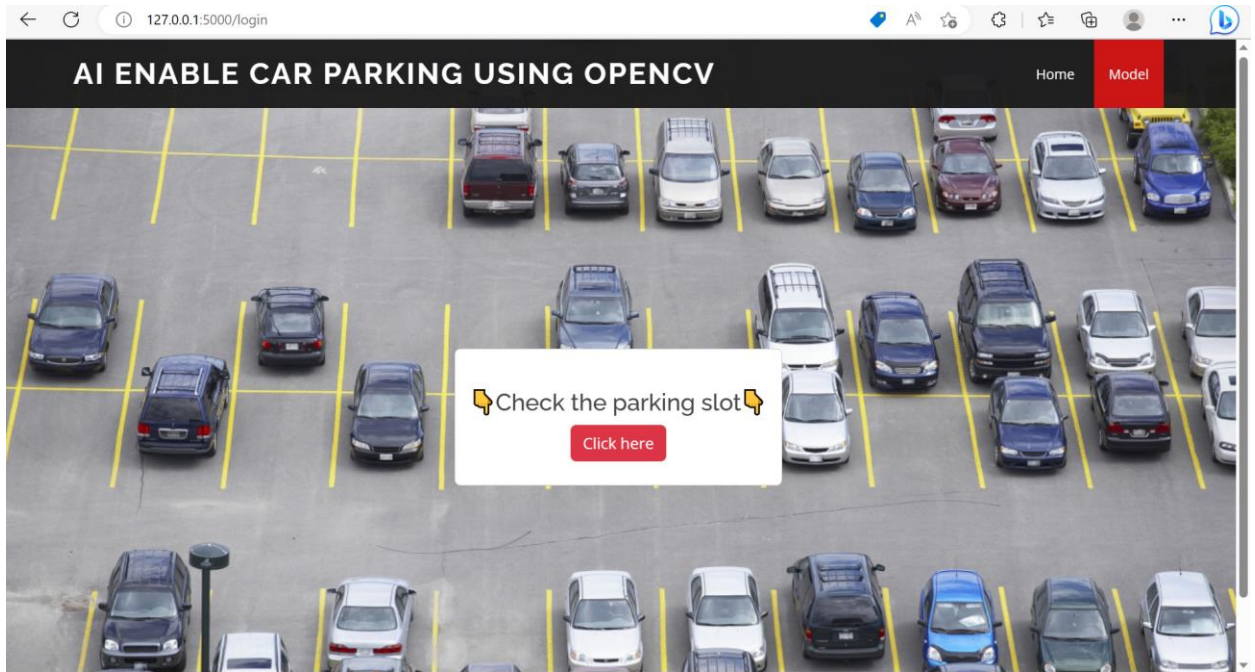 127.0.0.1:5000/login
AI ENABLE CAR PARKING USING OPENCV
Home
Model
👇Check the parking slot👇
Click here